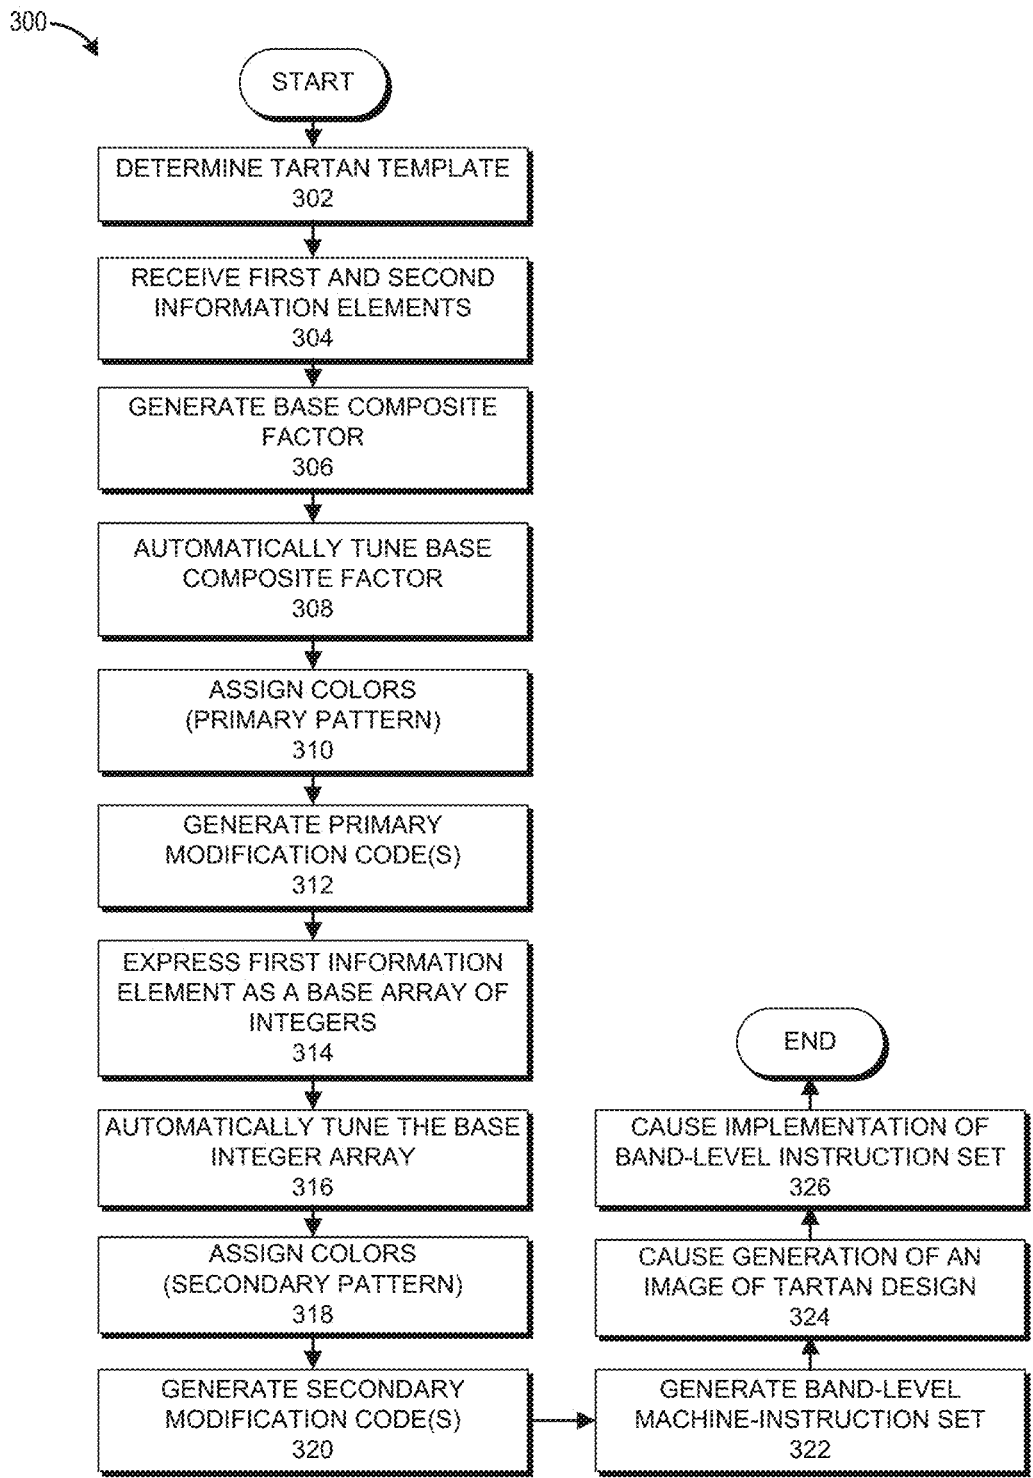 300
START
DETERMINE TARTAN TEMPLATE
302
RECEIVE FIRST AND SECOND
INFORMATION ELEMENTS
304
GENERATE BASE COMPOSITE
FACTOR
306
AUTOMATICALLY TUNE BASE
COMPOSITE FACTOR
308
ASSIGN COLORS
(PRIMARY PATTERN)
310
GENERATE PRIMARY
MODIFICATION CODE(S)
312
EXPRESS FIRST INFORMATION
ELEMENT AS A BASE ARRAY OF
INTEGERS
314
AUTOMATICALLY TUNE THE BASE
INTEGER ARRAY
316
ASSIGN COLORS
(SECONDARY PATTERN)
318
GENERATE SECONDARY
MODIFICATION CODE(S)
320
GENERATE BAND-LEVEL
MACHINE-INSTRUCTION SET
322
CAUSE GENERATION OF AN
IMAGE OF TARTAN DESIGN
324
CAUSE IMPLEMENTATION OF
BAND-LEVEL INSTRUCTION SET
326
END